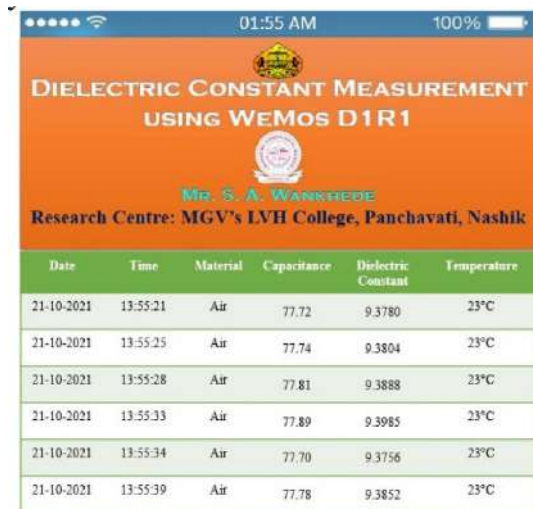 01:55 AM 100%
DIELECTRIC CONSTANT MEASUREMENT
USING WEMOS D1R1
MR. S. A. WANKHEDE
Research Centre: MGV's LVH College, Panchavati, Nashik
Date Time Material Capacitance Dielectric Constant Temperature
21-10-2021 13:55:21 Air 77.72 9.3780 23°C
21-10-2021 13:55:25 Air 77.74 9.3804 23°C
21-10-2021 13:55:28 Air 77.81 9.3888 23°C
21-10-2021 13:55:33 Air 77.89 9.3985 23°C
21-10-2021 13:55:34 Air 77.70 9.3756 23°C
21-10-2021 13:55:39 Air 77.78 9.3852 23°C